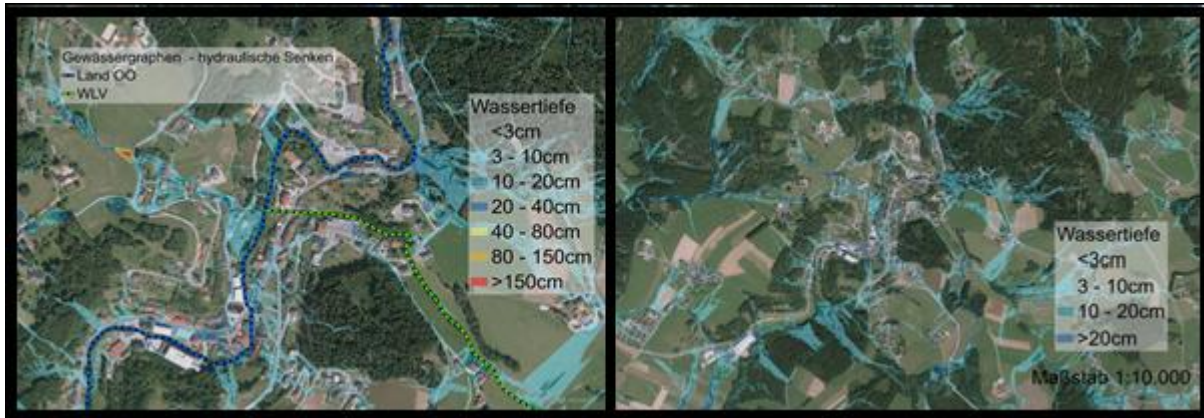 Gewässergraphen - hydraulische Senken
Land OÖ
WLV
Wassertiefe
<3cm
3 - 10cm
10 - 20cm
20 - 40cm
40 - 80cm
80 - 150cm
>150cm
Wassertiefe
<3cm
3 - 10cm
10 - 20cm
>20cm
Maßstab 1:10.000